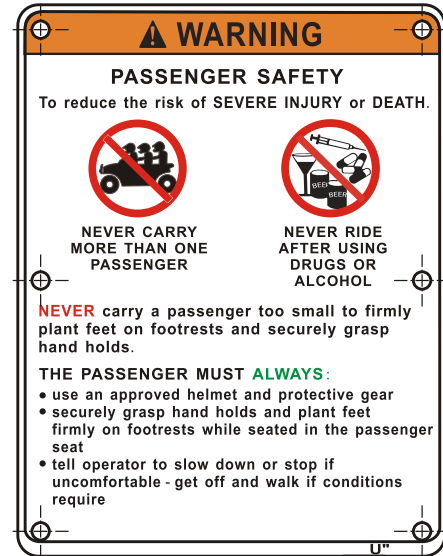 WARNING
PASSENGER SAFETY
To reduce the risk of SEVERE INJURY or DEATH.
BEER
BEER
NEVER CARRY
MORE THAN ONE
PASSENGER
NEVER RIDE
AFTER USING
DRUGS OR
ALCOHOL
NEVER carry a passenger too small to firmly
plant feet on footrests and securely grasp
hand holds.
THE PASSENGER MUST ALWAYS:
• use an approved helmet and protective gear
• securely grasp hand holds and plant feet
firmly on footrests while seated in the passenger
seat
• tell operator to slow down or stop if
uncomfortable - get off and walk if conditions
require